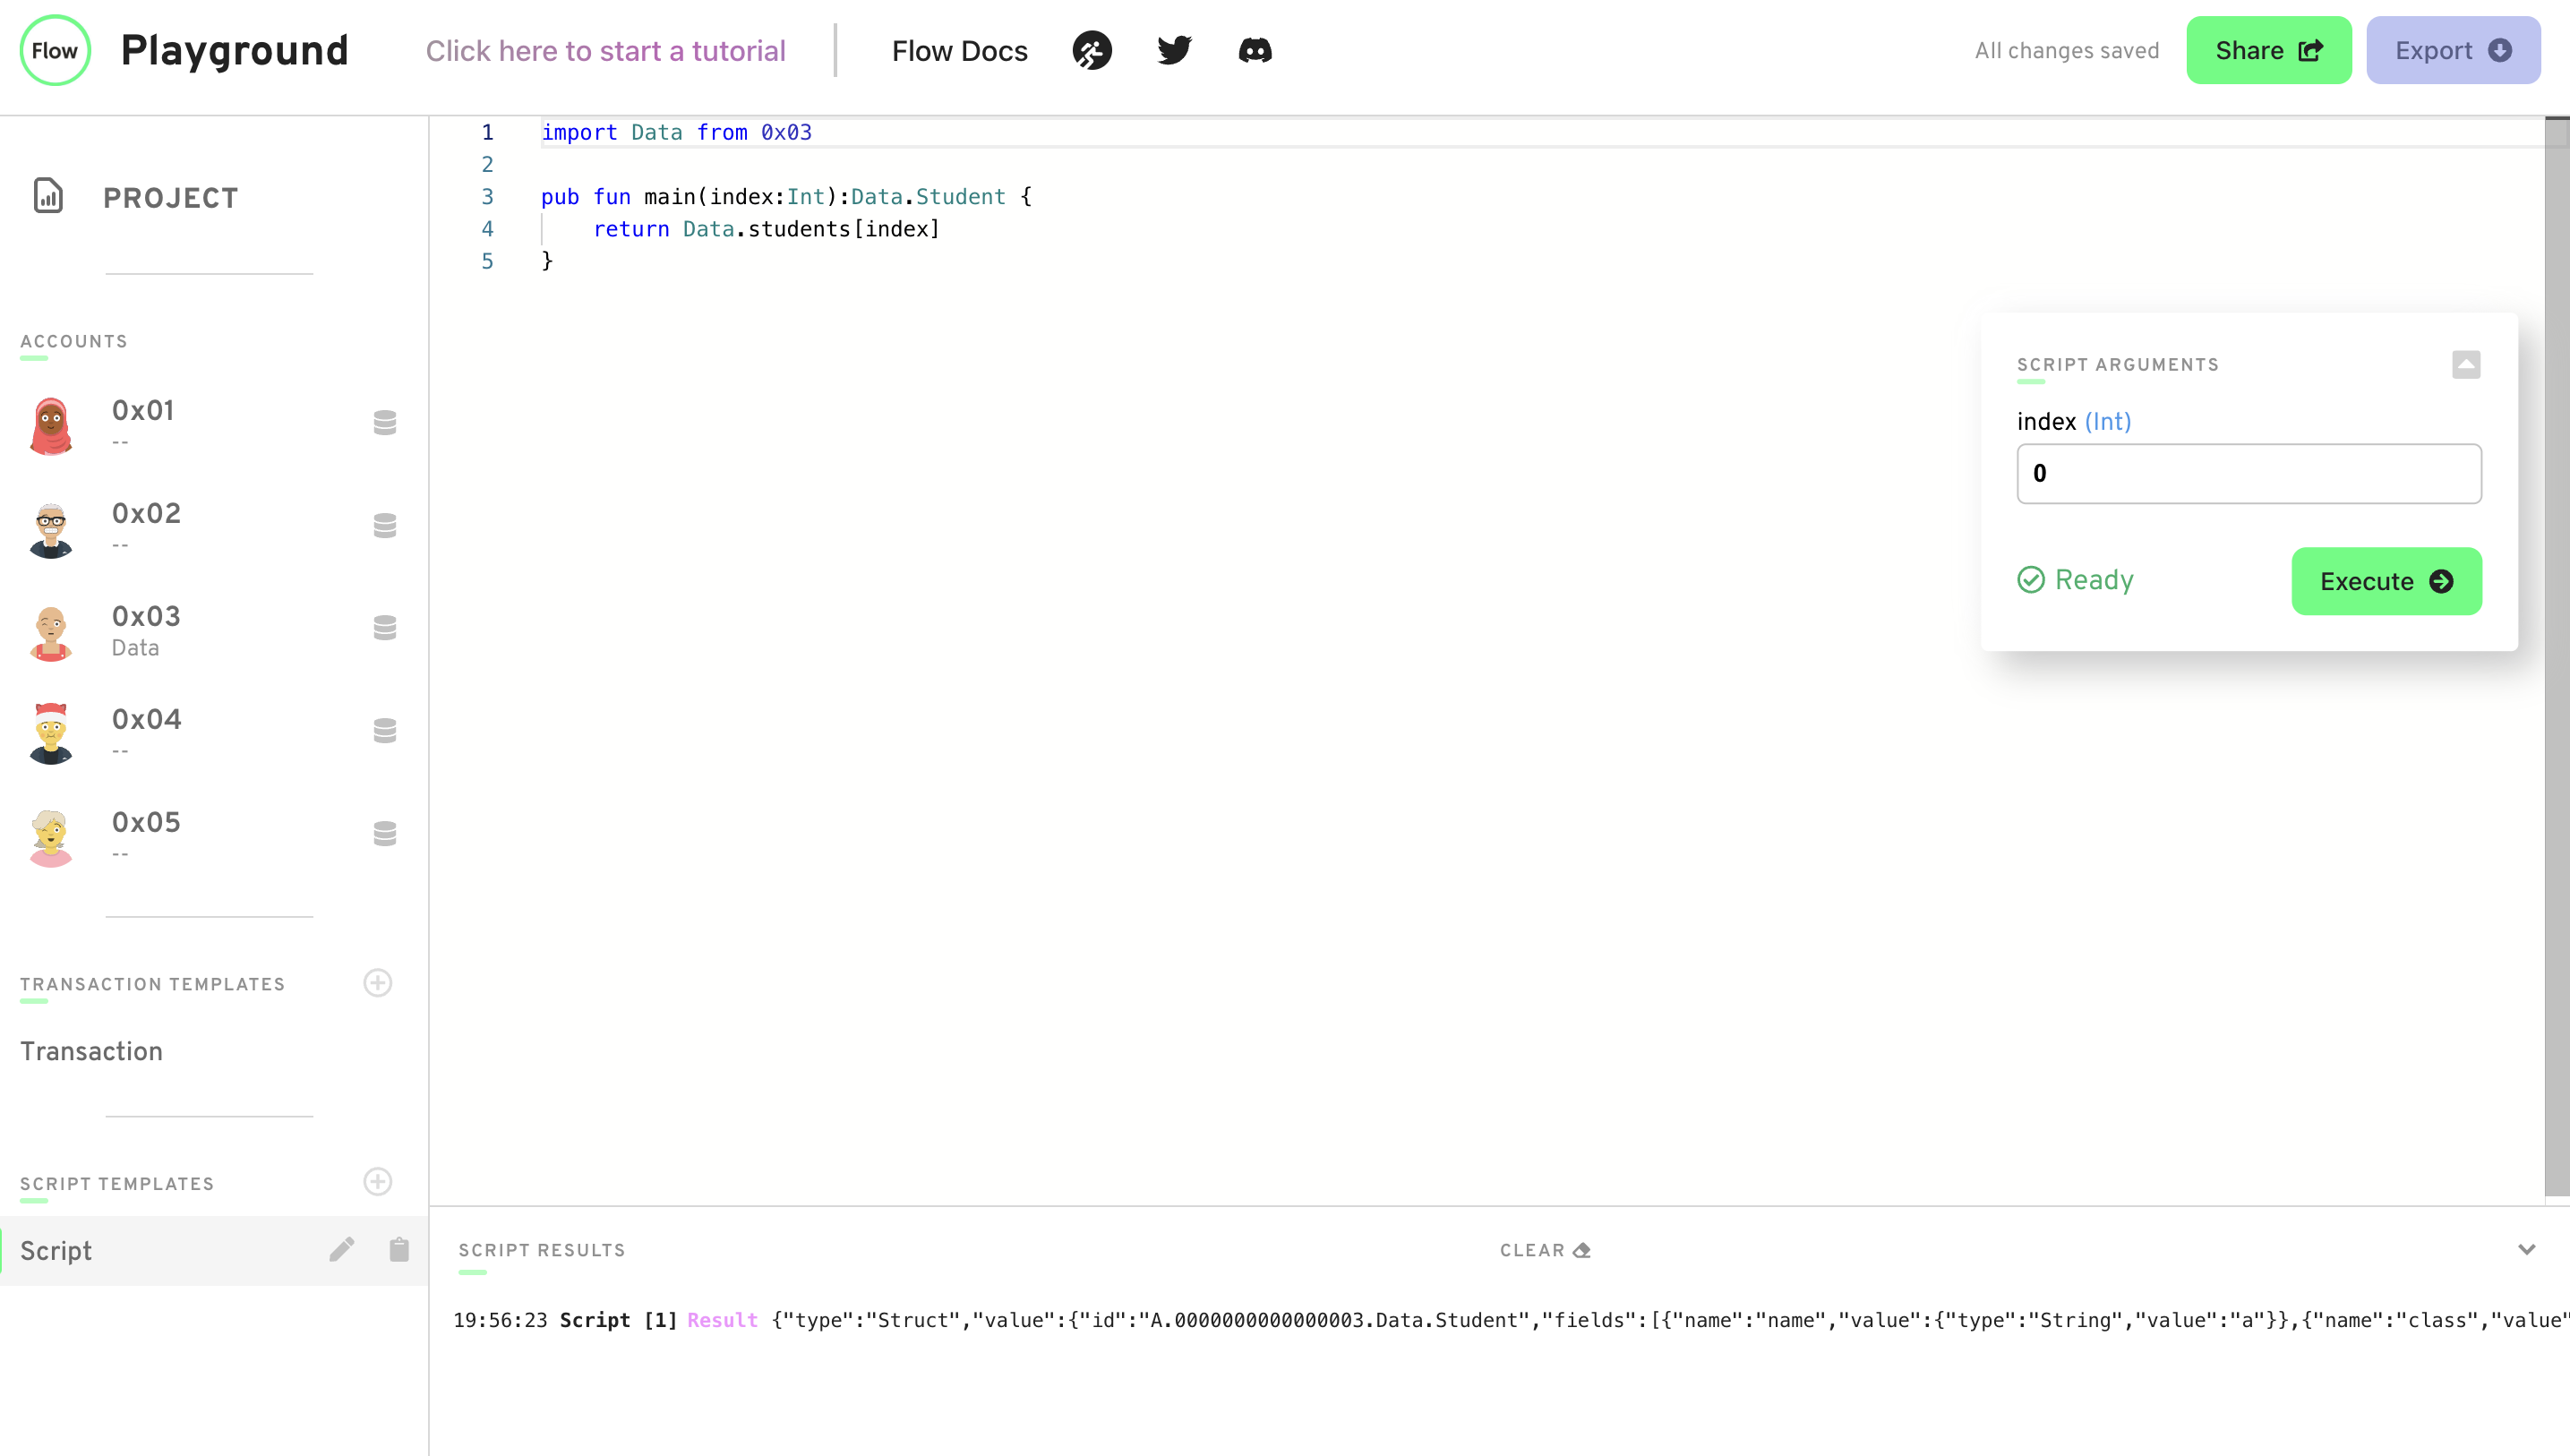 Flow Playground Click here to start a tutorial Flow Docs All changes saved Share Export
PROJECT
ACCOUNTS
0x01
--
0x02
--
0x03
Data
0x04
--
0x05
--
TRANSACTION TEMPLATES
Transaction
SCRIPT TEMPLATES
Script
1 import Data from 0x03
2
3 pub fun main(index:Int):Data.Student {
4 return Data.students[index]
5 }
SCRIPT ARGUMENTS
index (Int)
0
Ready Execute
SCRIPT RESULTS CLEAR
19:56:23 Script [1] Result {"type":"Struct","value":{"id":"A.0000000000000003.Data.Student","fields":[{"name":"name","value":{"type":"String","value":"a"}},{"name":"class","value"